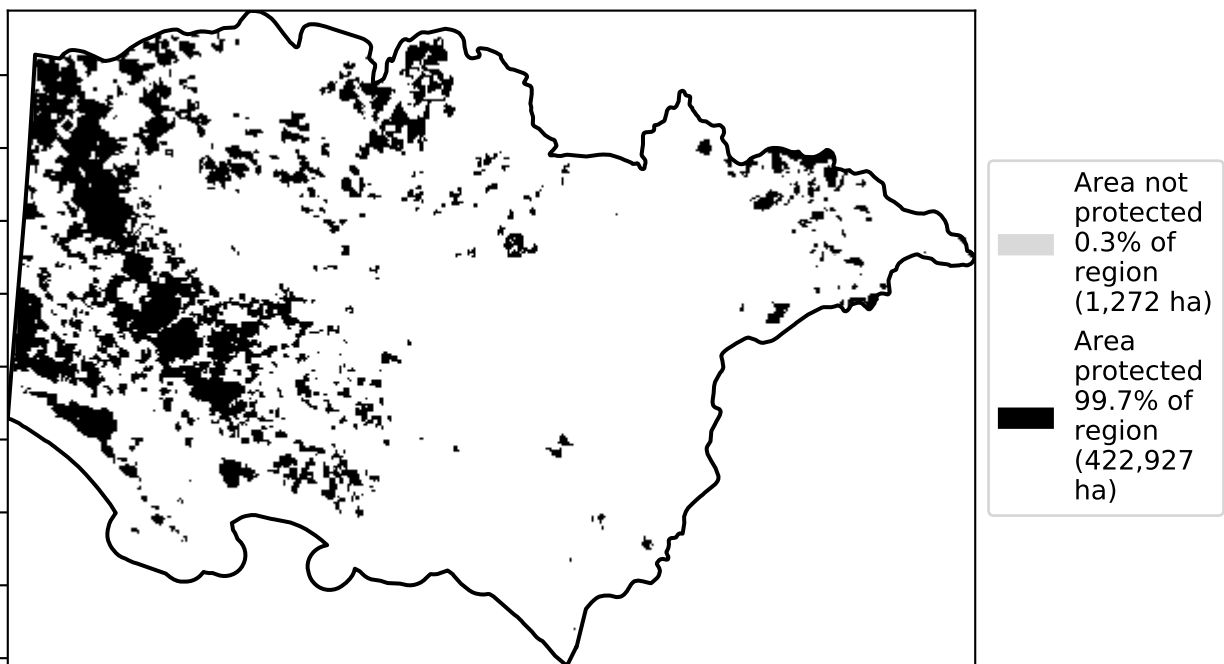 Area not
protected
0.3% of
region
(1,272 ha)
Area
protected
99.7% of
region
(422,927
ha)